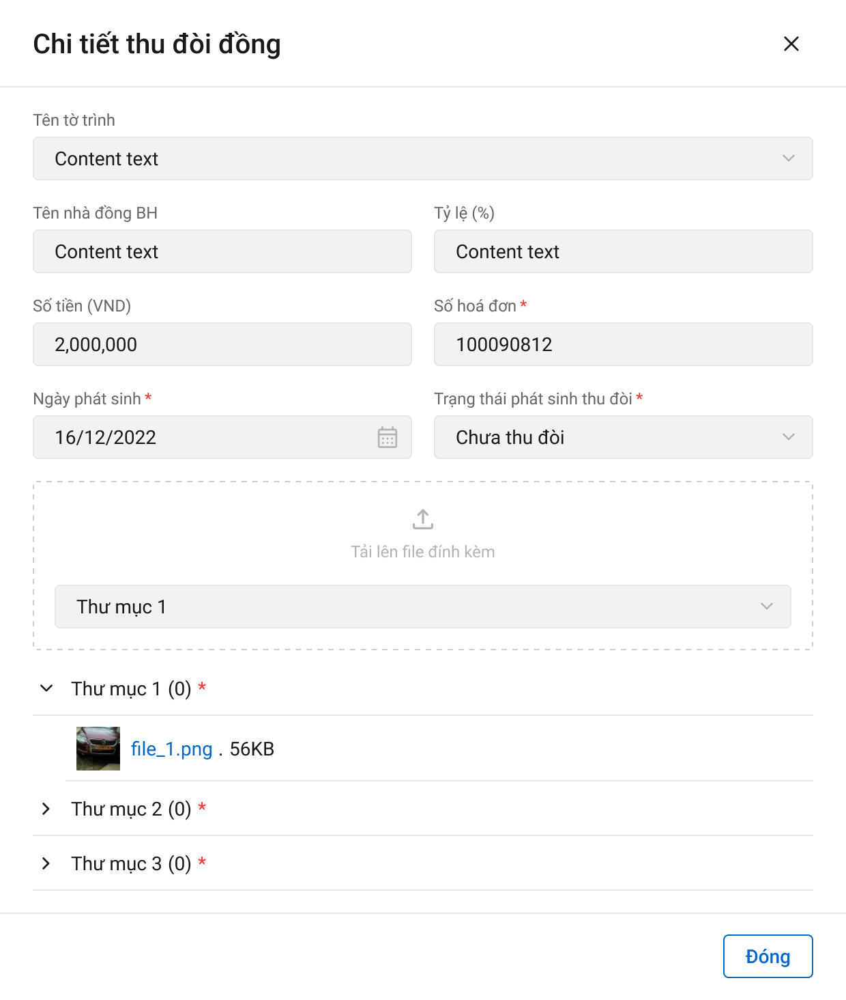 Chi tiết thu đòi đồng
Tên tờ trình
Content text
Tên nhà đồng BH
Tỷ lệ (%)
Content text
Content text
Số tiền (VND)
Số hoá đơn *
2,000,000
100090812
Ngày phát sinh *
Trạng thái phát sinh thu đòi *
16/12/2022
Chưa thu đòi
Tải lên file đính kèm
Thư mục 1
Thư mục 1 (0) *
file_1.png . 56KB
Thư mục 2 (0) *
Thư mục 3 (0) *
Đóng